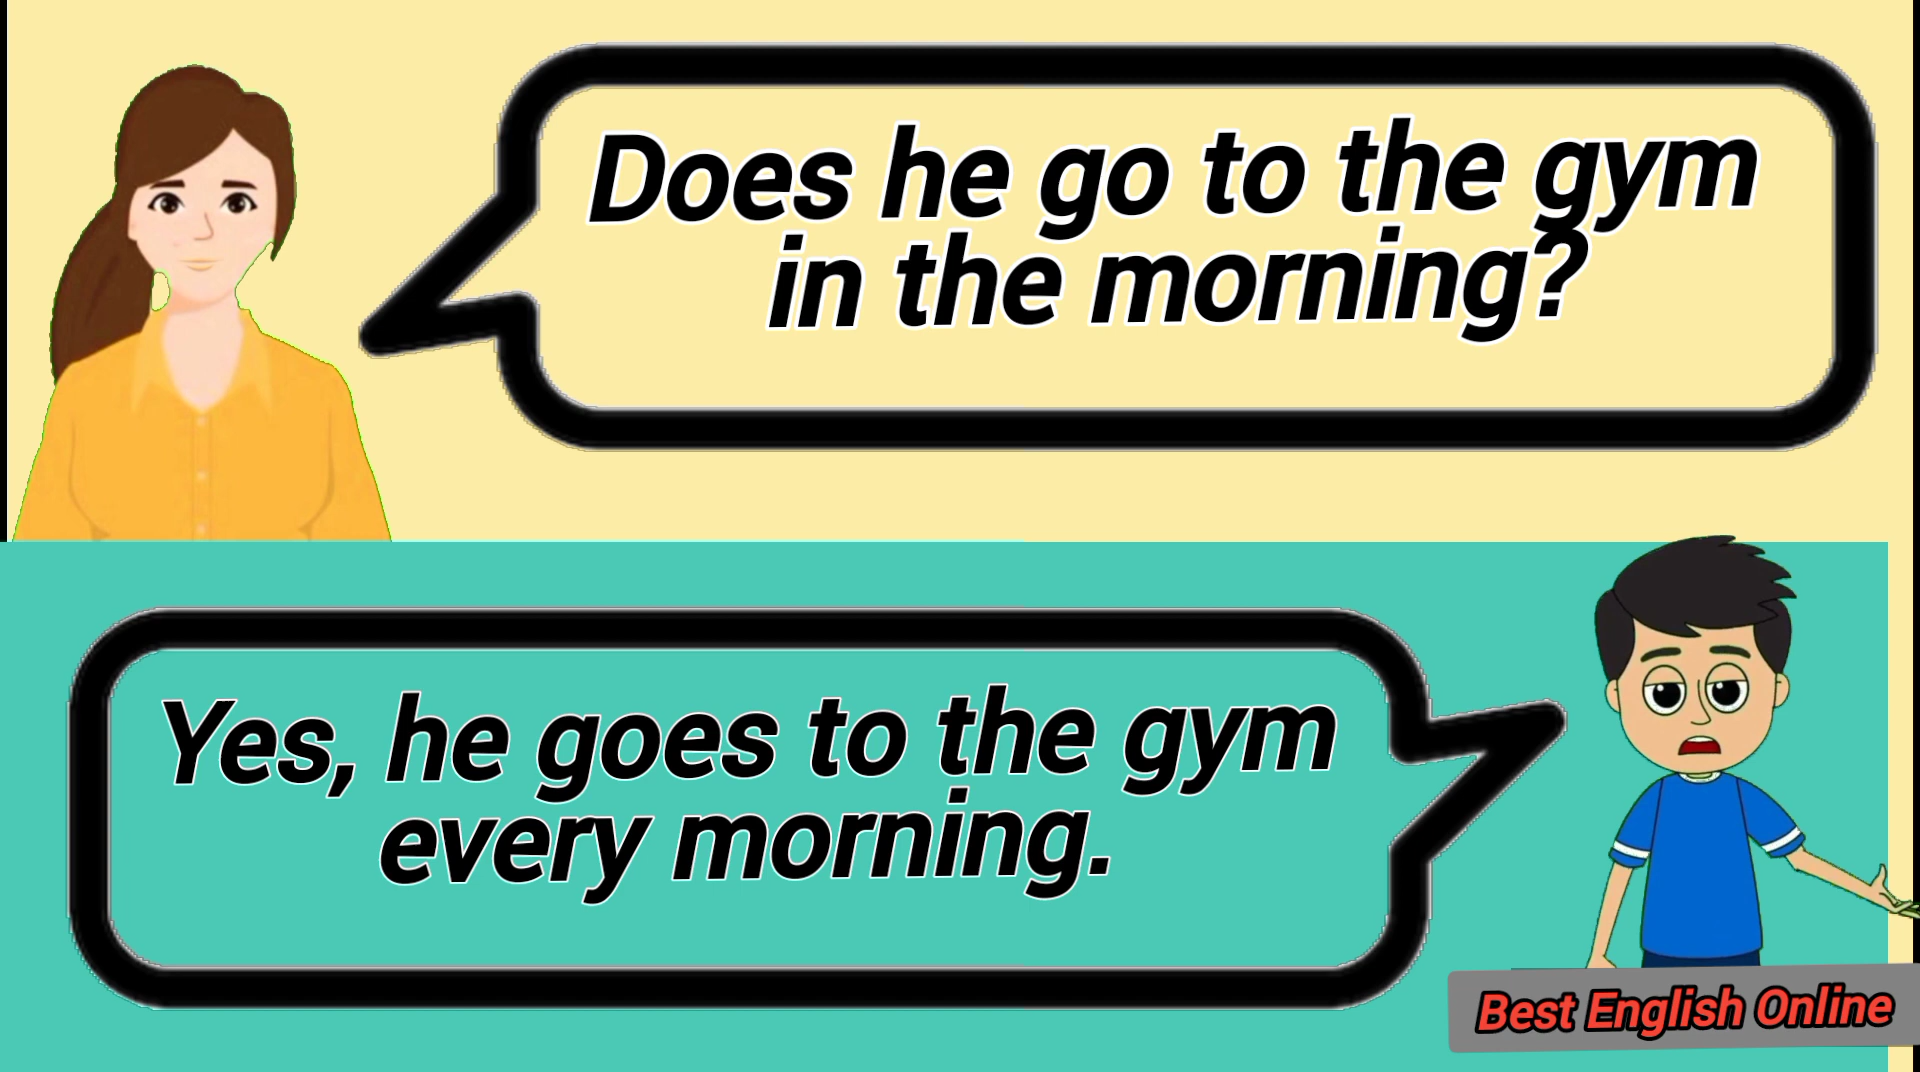 Does he go to the gym
in the morning?
Yes, he goes to the gym
every morning.
Best English Online